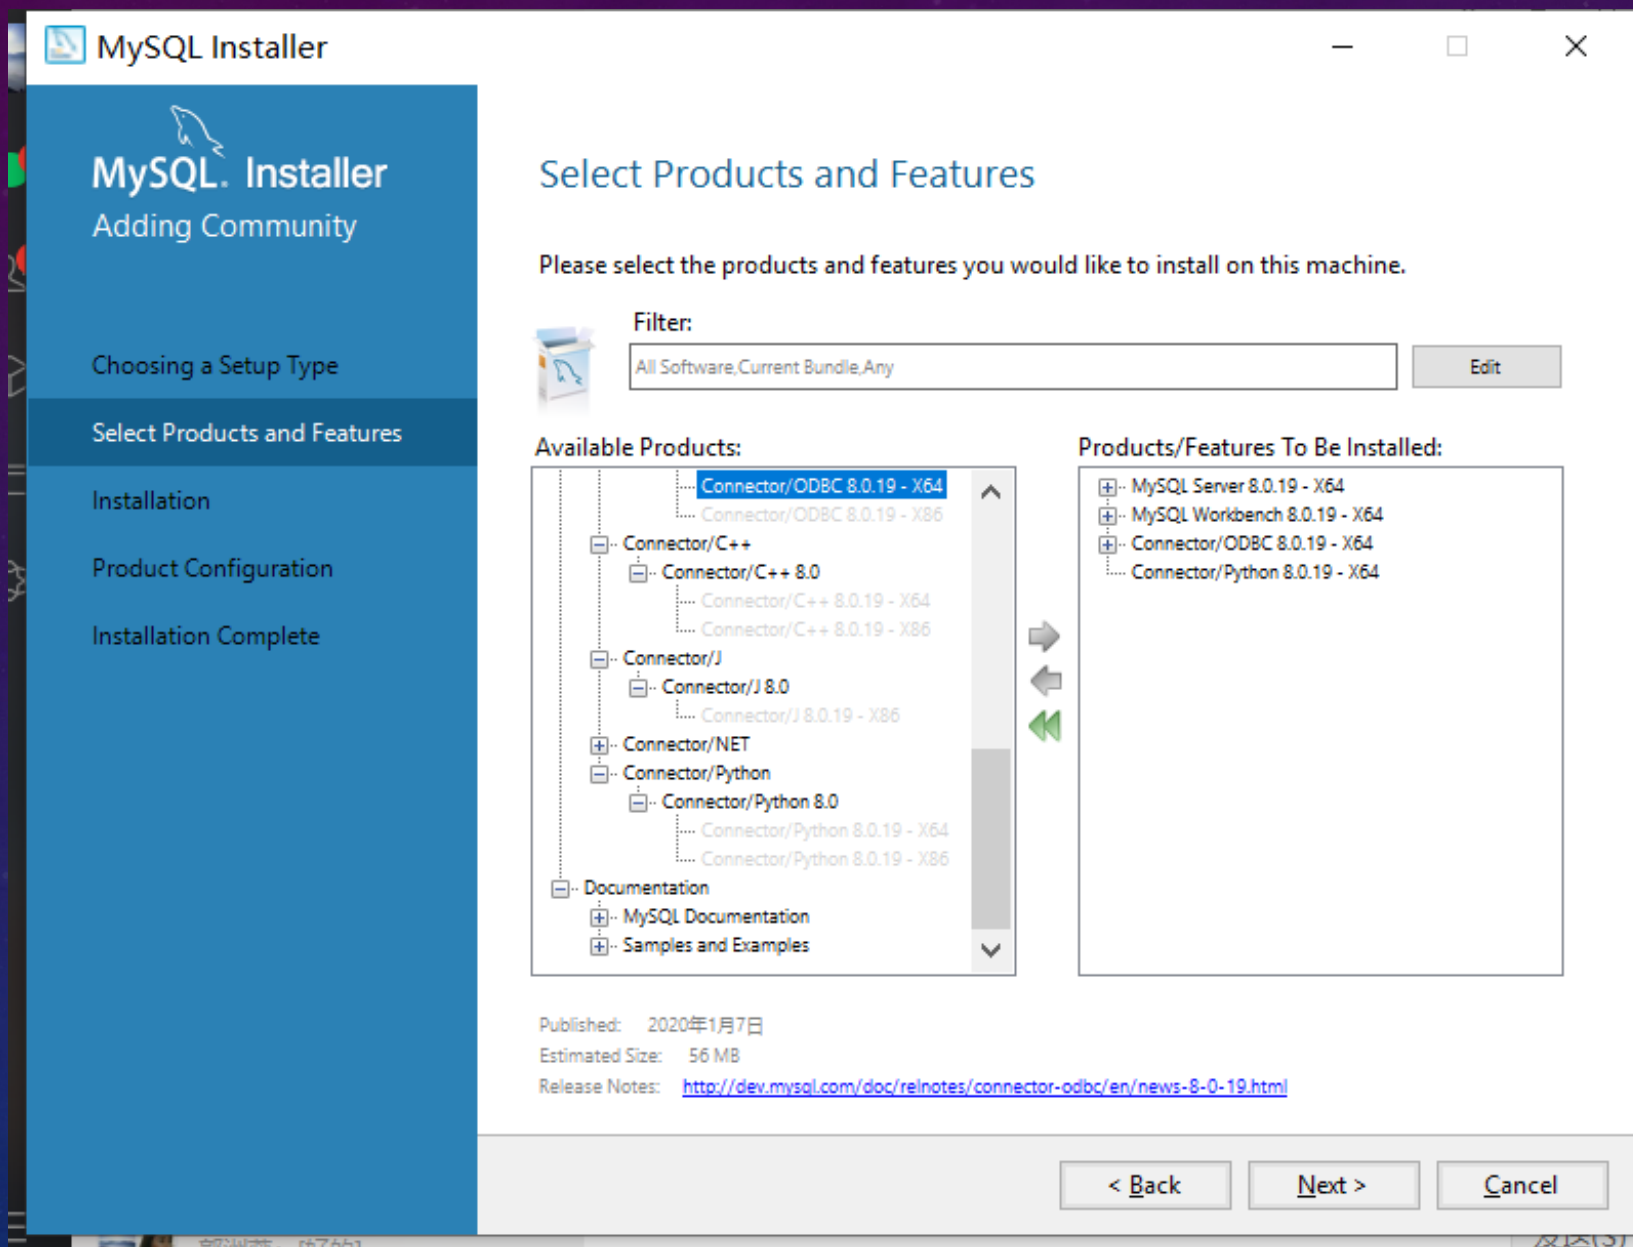 MySQL Installer
MySQL. Installer
Adding Community
Choosing a Setup Type
Select Products and Features
Installation
Product Configuration
Installation Complete
Select Products and Features
Please select the products and features you would like to install on this machine.
Filter:
All Software,Current Bundle,Any
Edit
Available Products:
Connector/ODBC 8.0.19 - X64
Connector/ODBC 8.0.19 - X86
Connector/C++
Connector/C++ 8.0
Connector/C++ 8.0.19 - X64
Connector/C++ 8.0.19 - X86
Connector/J
Connector/J 8.0
Connector/J 8.0.19 - X86
Connector/NET
Connector/Python
Connector/Python 8.0
Connector/Python 8.0.19 - X64
Connector/Python 8.0.19 - X86
Documentation
MySQL Documentation
Samples and Examples
Products/Features To Be Installed:
MySQL Server 8.0.19 - X64
MySQL Workbench 8.0.19 - X64
Connector/ODBC 8.0.19 - X64
Connector/Python 8.0.19 - X64
Published: 2020年1月7日
Estimated Size: 56 MB
Release Notes: http://dev.mysql.com/doc/relnotes/connector-odbc/en/news-8-0-19.html
< Back
Next >
Cancel